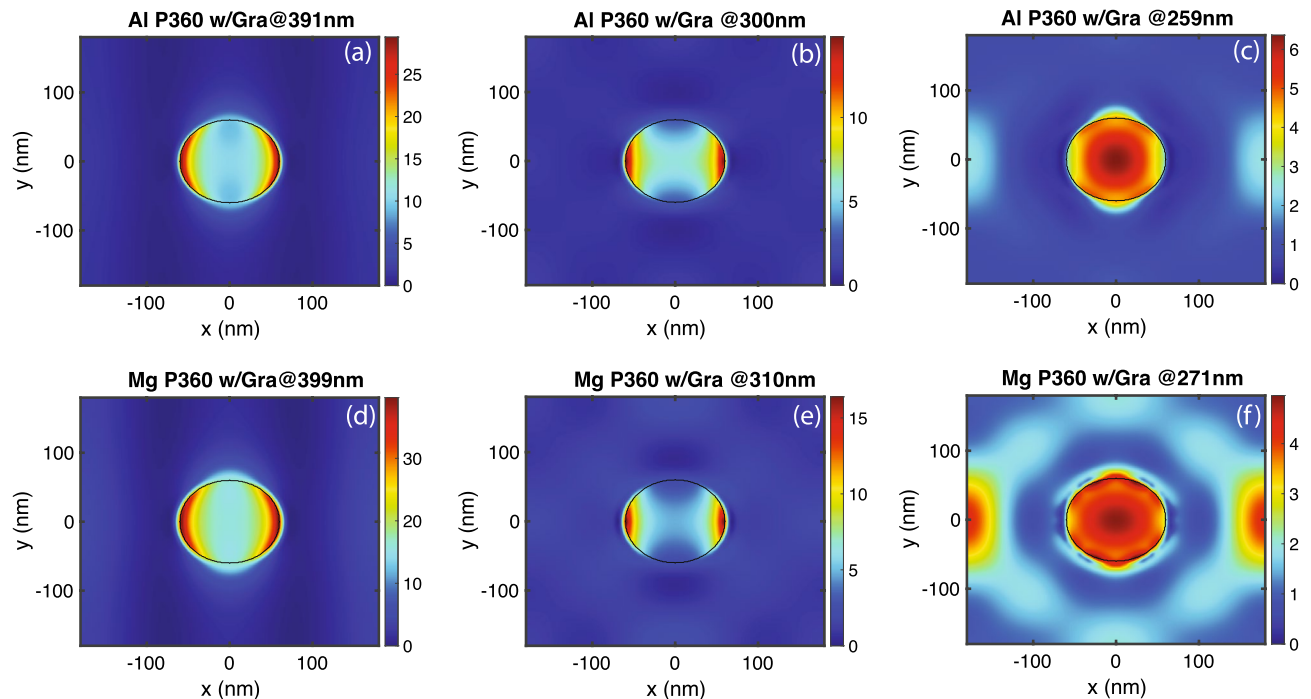 Al P360 w/Gra@391nm
(a)
25
20
15
10
5
0
100
0
-100
y (nm)
-100 0 100
x (nm)
Al P360 w/Gra @300nm
(b)
10
5
0
100
0
-100
y (nm)
-100 0 100
x (nm)
Al P360 w/Gra @259nm
(c)
6
5
4
3
2
1
0
100
0
-100
y (nm)
-100 0 100
x (nm)
Mg P360 w/Gra@399nm
(d)
30
20
10
0
100
0
-100
y (nm)
-100 0 100
x (nm)
Mg P360 w/Gra @310nm
(e)
15
10
5
0
100
0
-100
y (nm)
-100 0 100
x (nm)
Mg P360 w/Gra @271nm
(f)
4
3
2
1
0
100
0
-100
y (nm)
-100 0 100
x (nm)